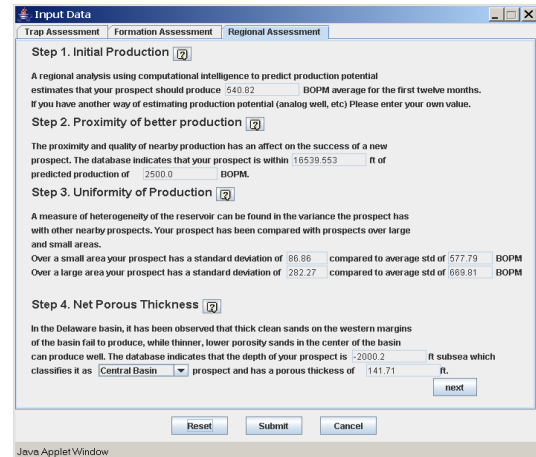 Input Data
Trap Assessment Formation Assessment Regional Assessment
Step 1. Initial Production
A regional analysis using computational intelligence to predict production potential
estimates that your prospect should produce 540.82 BOPM average for the first twelve months.
If you have another way of estimating production potential (analog well, etc) Please enter your own value.
Step 2. Proximity of better production
The proximity and quality of nearby production has an affect on the success of a new
prospect. The database indicates that your prospect is within 16539.553 ft of
predicted production of 2500.0 BOPM.
Step 3. Uniformity of Production
A measure of heterogeneity of the reservoir can be found in the variance the prospect has
with other nearby prospects. Your prospect has been compared with prospects over large
and small areas.
Over a small area your prospect has a standard deviation of 86.86 compared to average std of 577.79 BOPM
Over a large area your prospect has a standard deviation of 282.27 compared to average std of 669.81 BOPM
Step 4. Net Porous Thickness
In the Delaware basin, it has been observed that thick clean sands on the western margins
of the basin fail to produce, while thinner, lower porosity sands in the center of the basin
can produce well. The database indicates that the depth of your prospect is -2000.2 ft subsea which
classifies it as Central Basin prospect and has a porous thickess of 141.71 ft.
next
Reset Submit Cancel
Java Applet Window